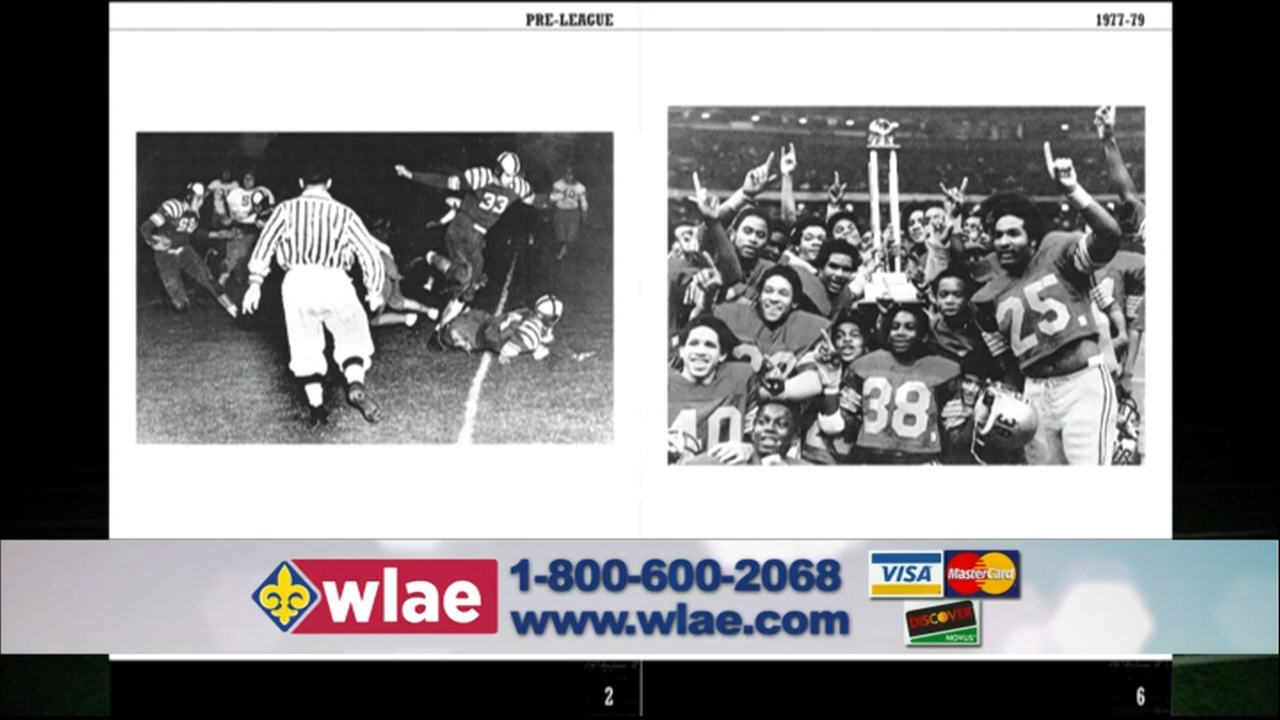 PRE-LEAGUE
1977-79
33
25
38
wlae
1-800-600-2068
www.wlae.com
VISA
MasterCard
DISCOVER
NOVUS
2
6